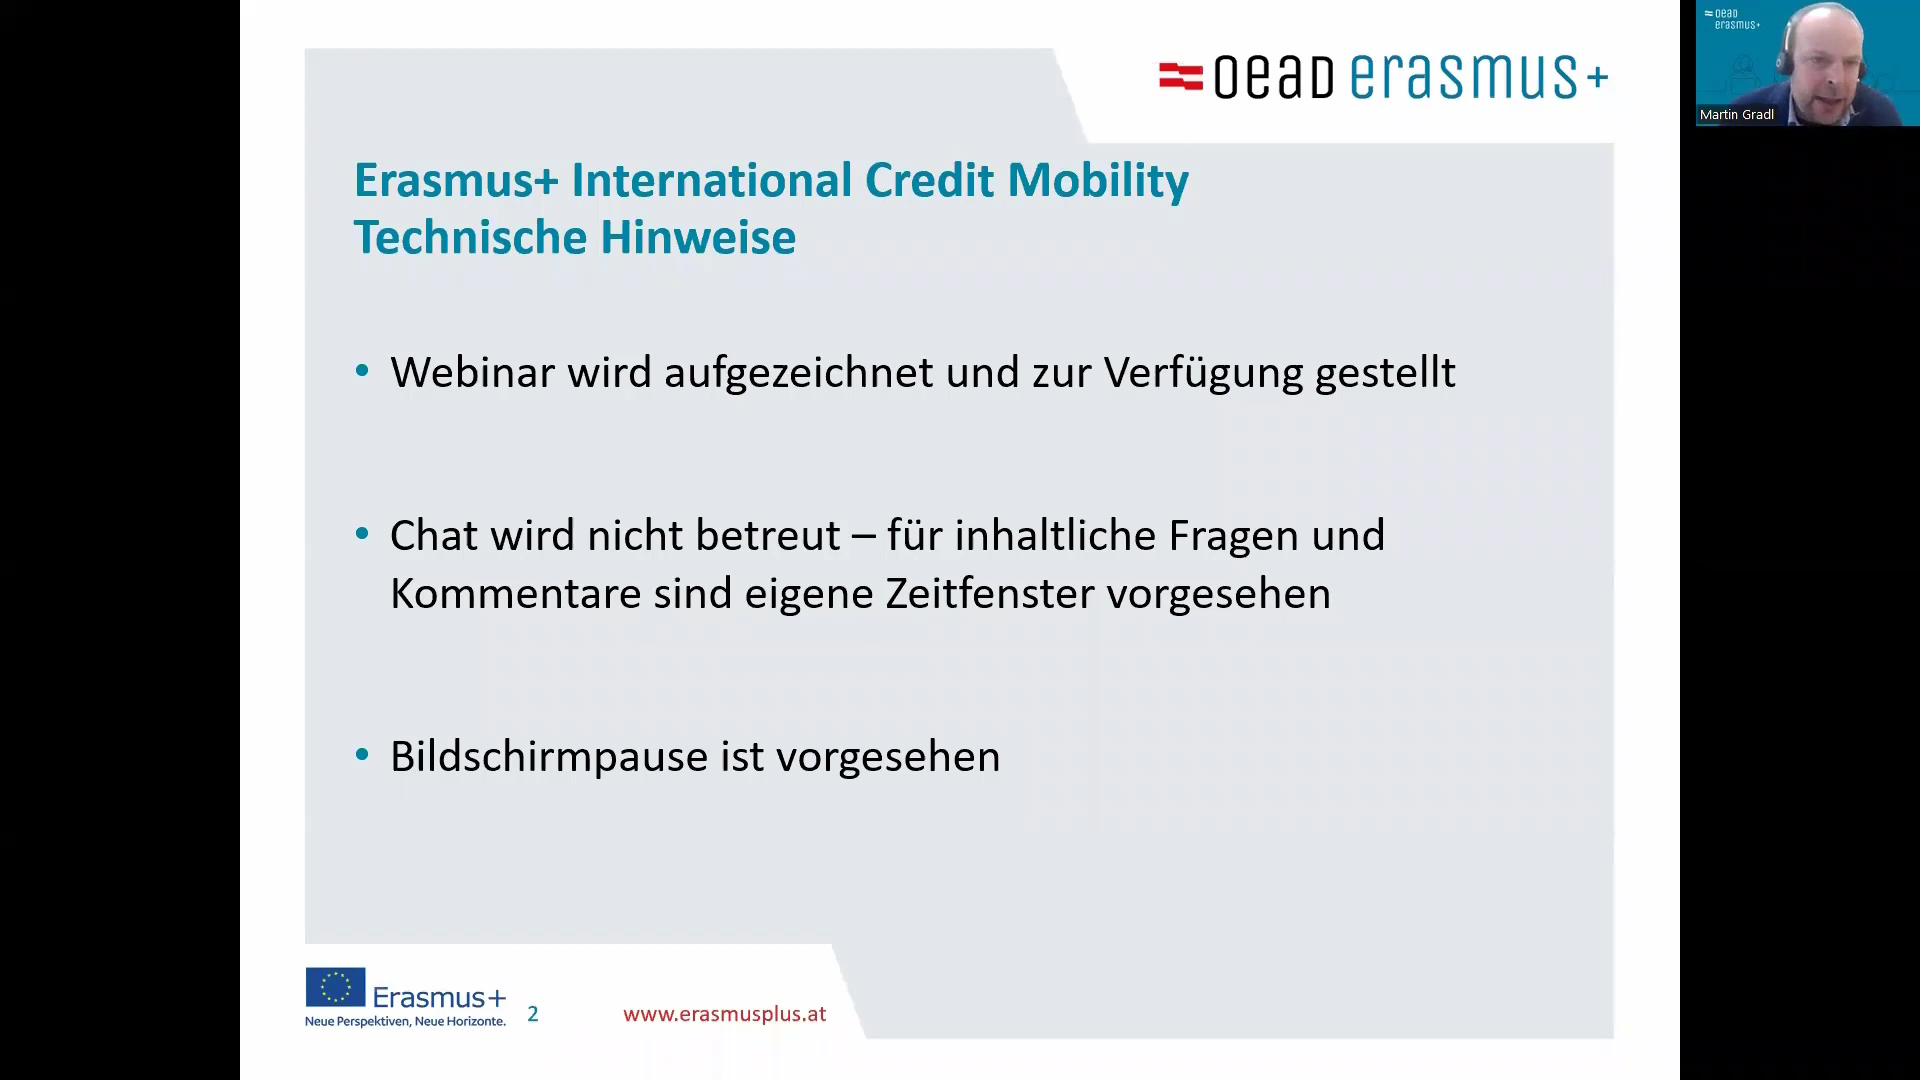 oead erasmus+
oead
erasmus+
Martin Gradl
Erasmus+ International Credit Mobility
Technische Hinweise
• Webinar wird aufgezeichnet und zur Verfügung gestellt
• Chat wird nicht betreut – für inhaltliche Fragen und
Kommentare sind eigene Zeitfenster vorgesehen
• Bildschirmpause ist vorgesehen
Erasmus+
Neue Perspektiven, Neue Horizonte.
2
www.erasmusplus.at